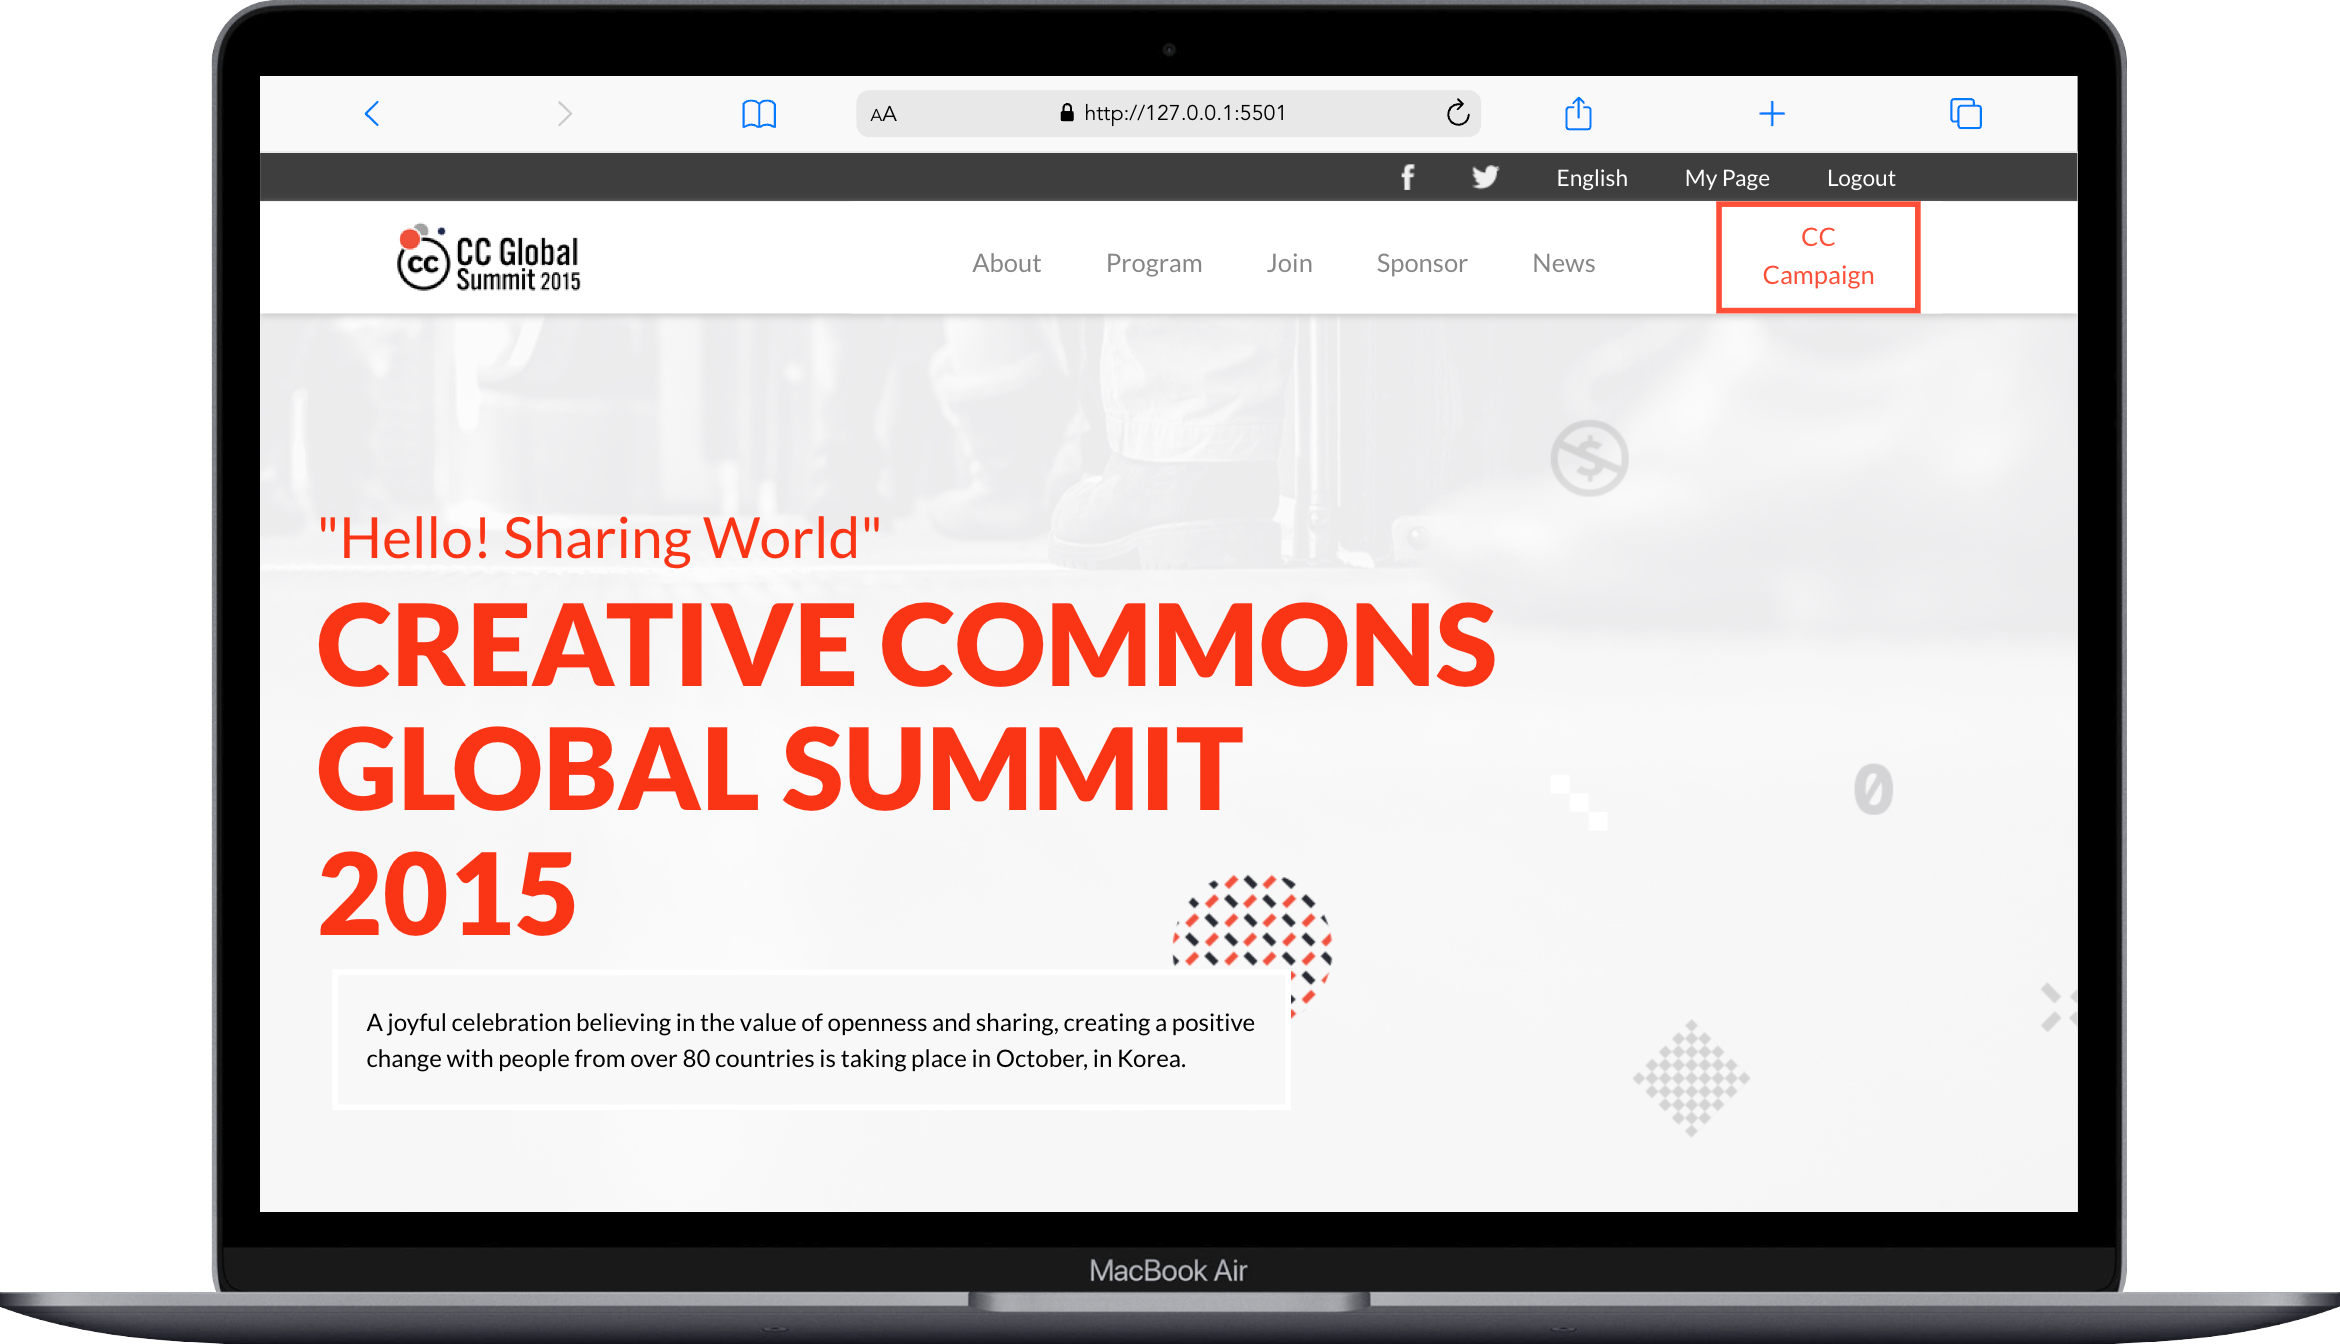 AA http://127.0.0.1:5501
English My Page Logout
CC Global
Summit 2015
cc
About Program Join Sponsor News
CC
Campaign
"Hello! Sharing World"
CREATIVE COMMONS
GLOBAL SUMMIT
2015
A joyful celebration believing in the value of openness and sharing, creating a positive
change with people from over 80 countries is taking place in October, in Korea.
0
MacBook Air